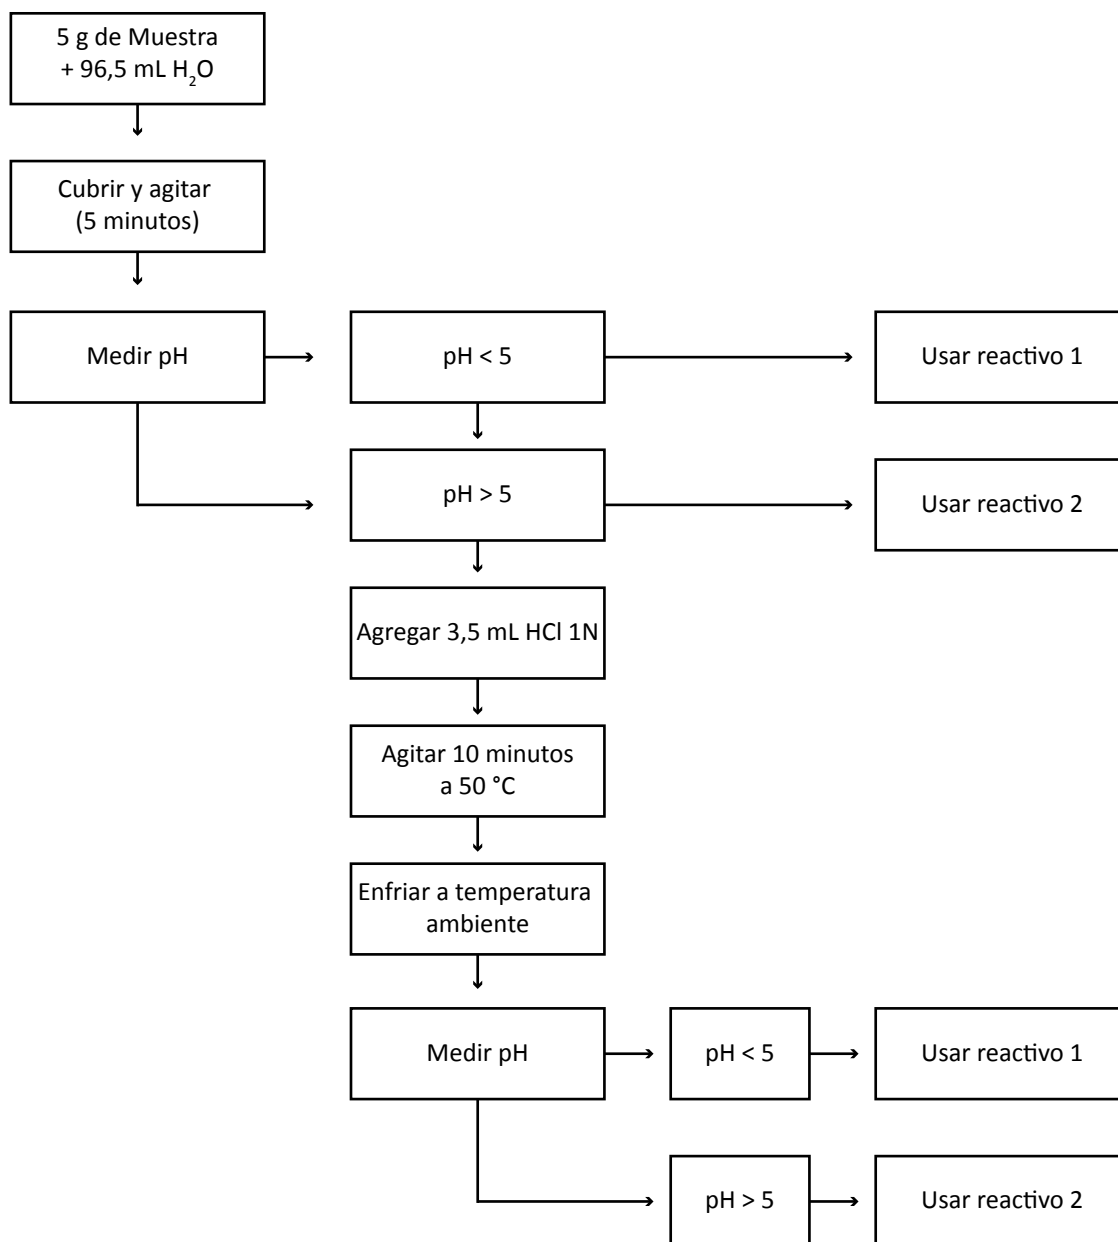 5 g de Muestra
+ 96,5 mL H₂O
Cubrir y agitar
(5 minutos)
Medir pH
pH < 5
Usar reactivo 1
pH > 5
Usar reactivo 2
Agregar 3,5 mL HCl 1N
Agitar 10 minutos
a 50 °C
Enfriar a temperatura
ambiente
Medir pH
pH < 5
Usar reactivo 1
pH > 5
Usar reactivo 2